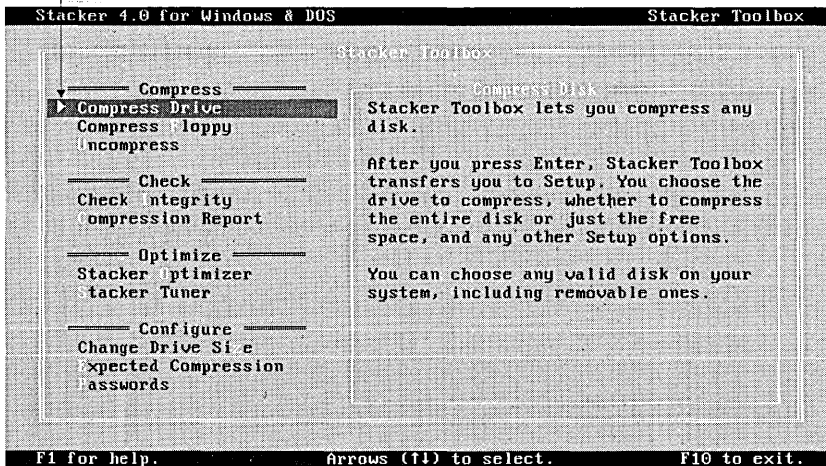 Stacker 4.0 for Windows & DOS
Stacker Toolbox
Stacker Toolbox
Compress
Compress Drive
Compress Floppy
Uncompress
Check
Check Integrity
Compression Report
Optimize
Stacker Optimizer
Stacker Tuner
Configure
Change Drive Size
Expected Compression
Passwords
Compress Disk
Stacker Toolbox lets you compress any
disk.
After you press Enter, Stacker Toolbox
transfers you to Setup. You choose the
drive to compress, whether to compress
the entire disk or just the free
space, and any other Setup options.
You can choose any valid disk on your
system, including removable ones.
F1 for help.
Arrows (↑↓) to select.
F10 to exit.